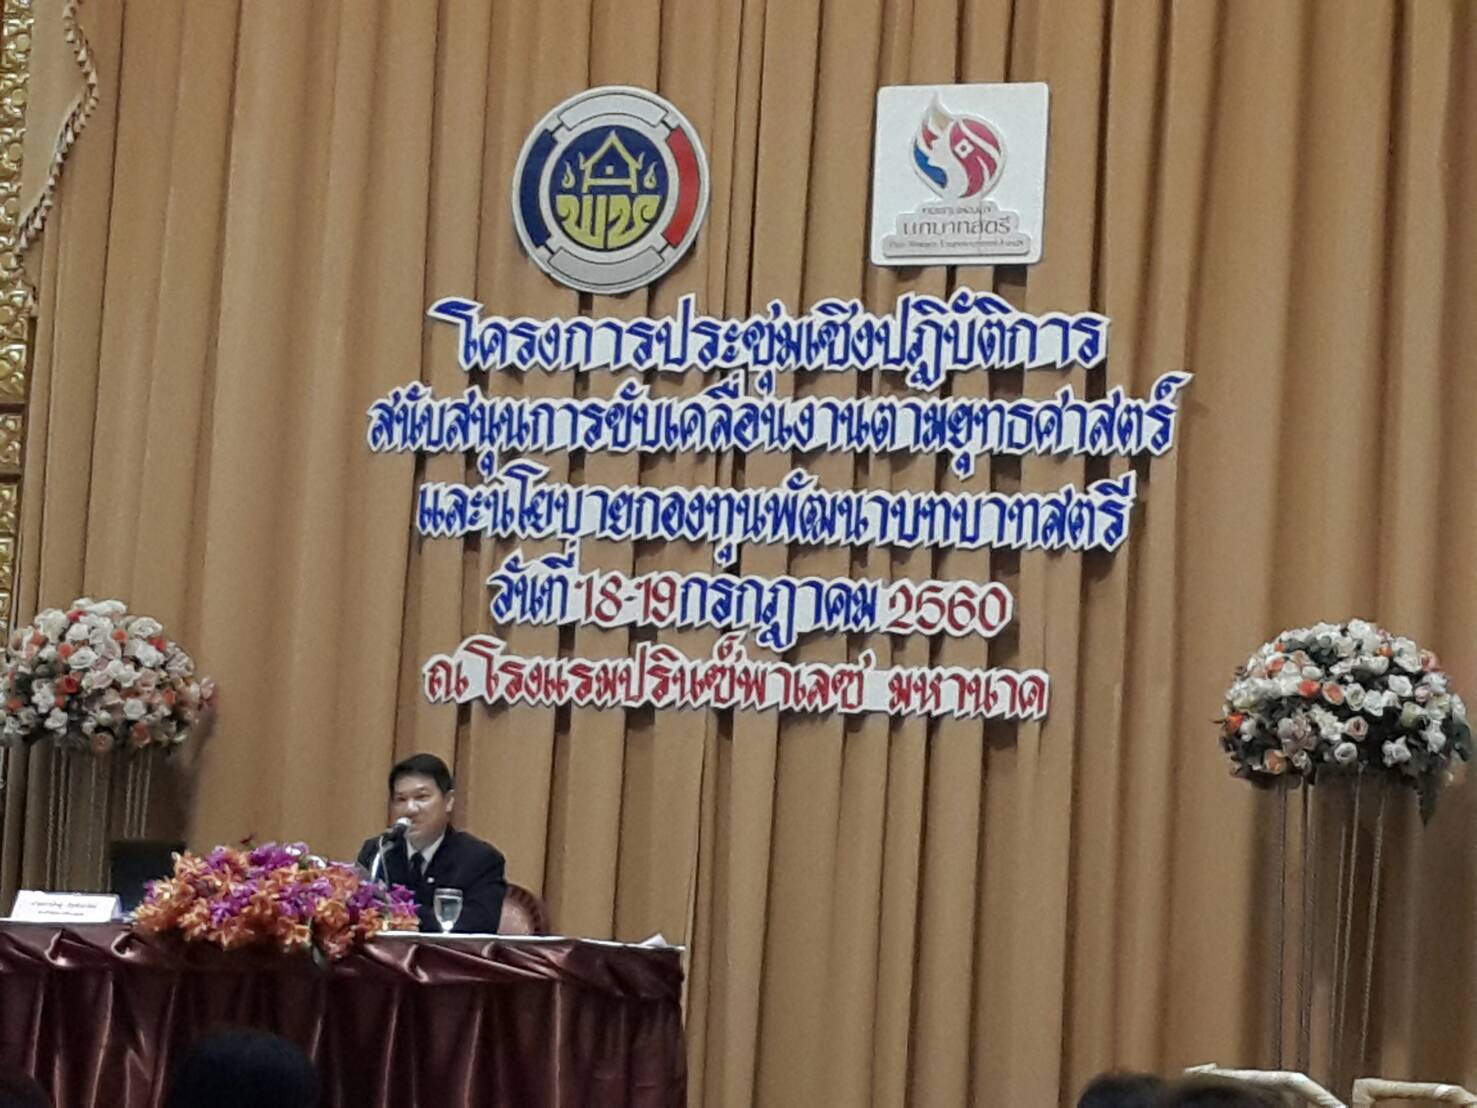 พช
กองทุนพัฒนา
บทบาทสตรี
Thai Women Empowerment Funds
โครงการประชุมเชิงปฏิบัติการ
สนับสนุนการขับเคลื่อนงานตามยุทธศาสตร์
และนโยบายกองทุนพัฒนาบทบาทสตรี
วันที่ 18-19 กรกฎาคม 2560
ณ โรงแรมปริ๊นซ์พาเลซ มหานาค